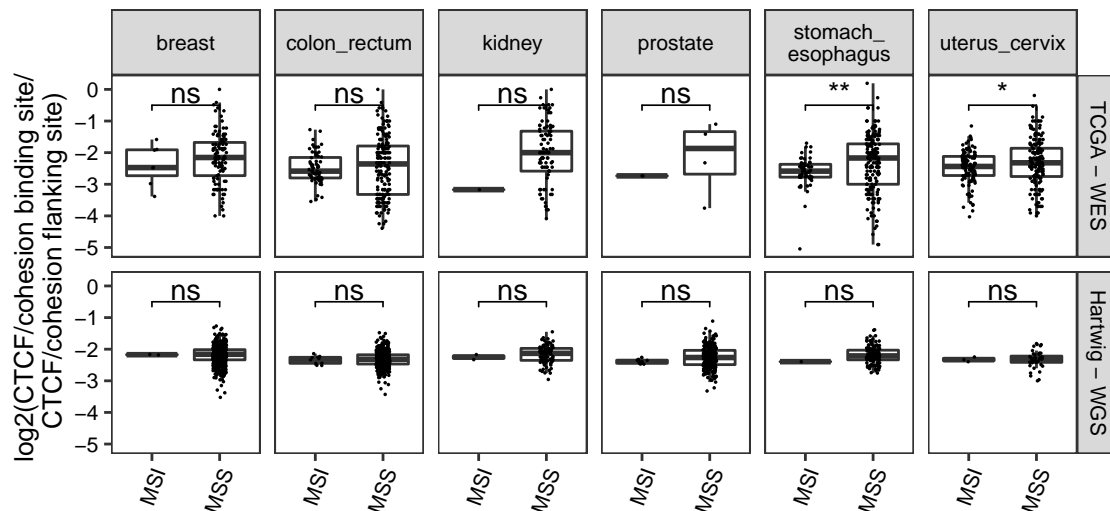 breast
colon_rectum
kidney
prostate
stomach_
esophagus
uterus_cervix
log2(CTCF/cohesion binding site/
CTCF/cohesion flanking site)
0
−1
−2
−3
−4
−5
ns
ns
ns
ns
**
*
TCGA − WES
0
−1
−2
−3
−4
−5
ns
ns
ns
ns
ns
ns
Hartwig − WGS
MSI
MSS
MSI
MSS
MSI
MSS
MSI
MSS
MSI
MSS
MSI
MSS